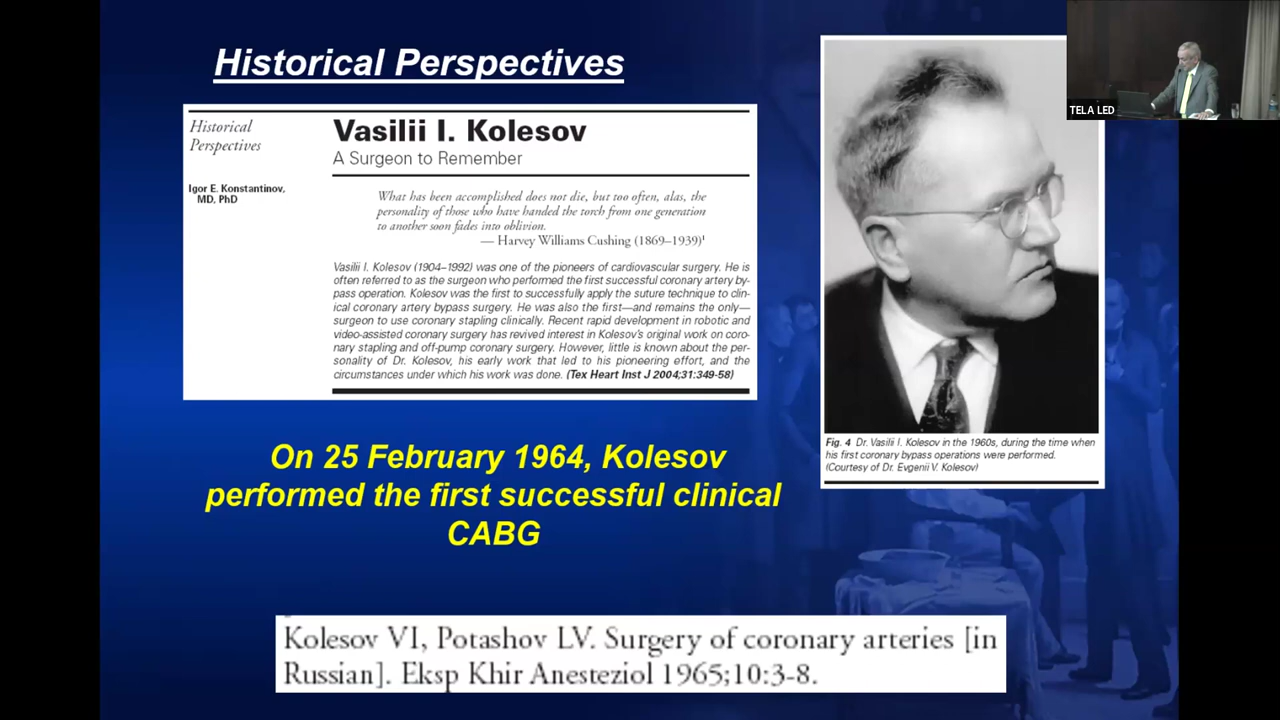 Historical Perspectives
TELA LED
Historical
Perspectives
Igor E. Konstantinov,
MD, PhD
Vasilii I. Kolesov
A Surgeon to Remember
What has been accomplished does not die, but too often, alas, the
personality of those who have handed the torch from one generation
to another soon fades into oblivion.
— Harvey Williams Cushing (1869–1939)¹
Vasilii I. Kolesov (1904–1992) was one of the pioneers of cardiovascular surgery. He is
often referred to as the surgeon who performed the first successful coronary artery by-
pass operation. Kolesov was the first to successfully apply the suture technique to clin-
ical coronary artery bypass surgery. He was also the first—and remains the only—
surgeon to use coronary stapling clinically. Recent rapid development in robotic and
video-assisted coronary surgery has revived interest in Kolesov's original work on coro-
nary stapling and off-pump coronary surgery. However, little is known about the per-
sonality of Dr. Kolesov, his early work that led to his pioneering effort, and the
circumstances under which his work was done. (Tex Heart Inst J 2004;31:349-58)
Fig. 4 Dr. Vasilii I. Kolesov in the 1960s, during the time when
his first coronary bypass operations were performed.
(Courtesy of Dr. Evgenii V. Kolesov)
On 25 February 1964, Kolesov
performed the first successful clinical
CABG
Kolesov VI, Potashov LV. Surgery of coronary arteries [in
Russian]. Eksp Khir Anesteziol 1965;10:3-8.